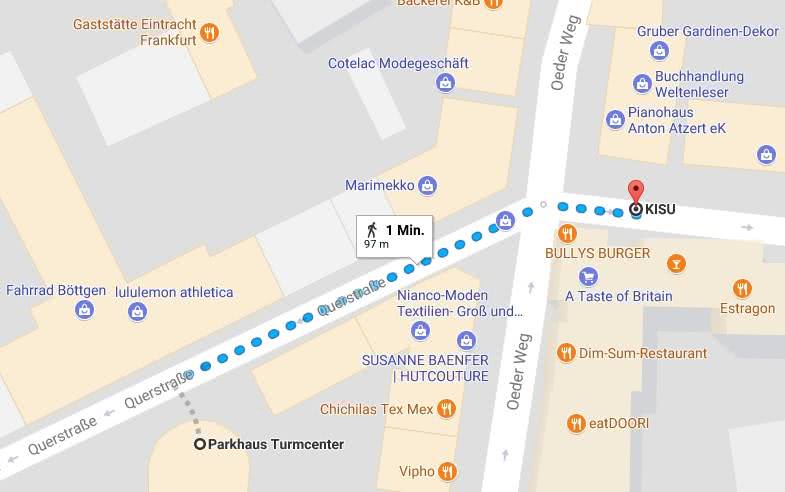 Bäckerei K&B
Gaststätte Eintracht
Frankfurt
Oeder Weg
Gruber Gardinen-Dekor
Cotelac Modegeschäft
Buchhandlung
Weltenleser
Pianohaus
Anton Atzert eK
Marimekko
KISU
1 Min.
97 m
BULLYS BURGER
Fahrrad Böttgen
lululemon athletica
Querstraße
Nianco-Moden
Textilien- Groß und...
A Taste of Britain
Estragon
SUSANNE BAENFER
| HUTCOUTURE
Oeder Weg
Dim-Sum-Restaurant
Querstraße
Chichilas Tex Mex
eatDOORI
Querstraße
Parkhaus Turmcenter
Vipho